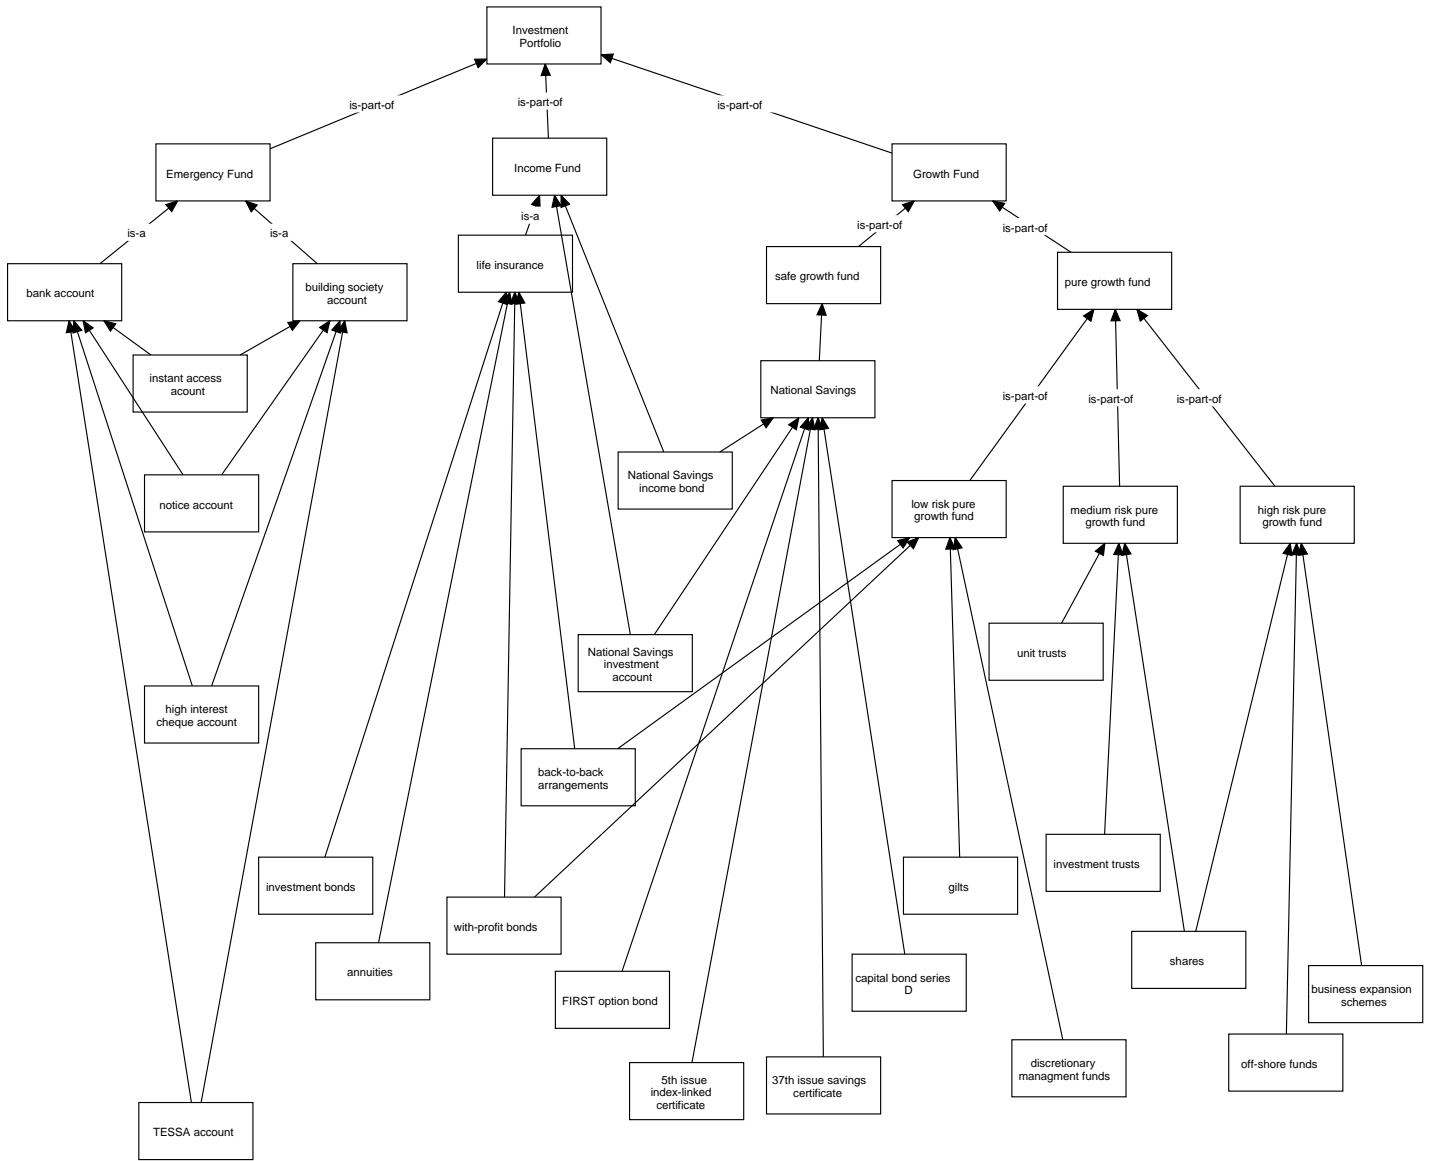 Investment
Portfolio
is-part-of
is-part-of
is-part-of
Emergency Fund
Income Fund
Growth Fund
is-a
is-a
is-a
is-part-of
is-part-of
bank account
building society
account
life insurance
safe growth fund
pure growth fund
instant access
acount
National Savings
is-part-of
is-part-of
is-part-of
notice account
National Savings
income bond
low risk pure
growth fund
medium risk pure
growth fund
high risk pure
growth fund
National Savings
investment
account
unit trusts
high interest
cheque account
back-to-back
arrangements
investment bonds
gilts
investment trusts
with-profit bonds
annuities
FIRST option bond
capital bond series
D
shares
business expansion
schemes
5th issue
index-linked
certificate
37th issue savings
certificate
discretionary
managment funds
off-shore funds
TESSA account